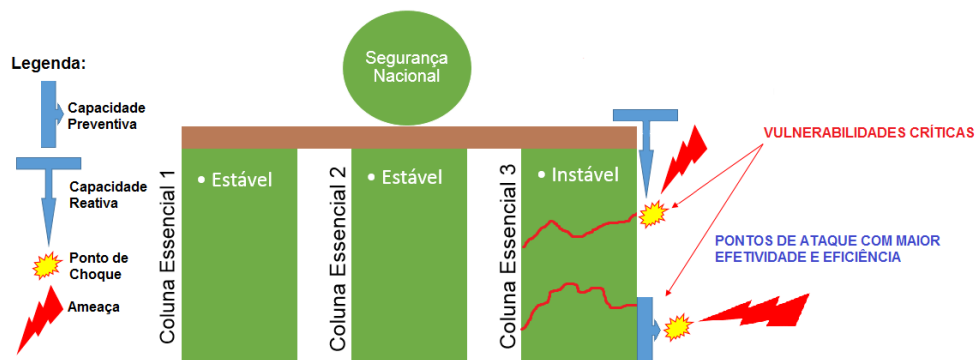 Segurança
Nacional
Legenda:
Capacidade
Preventiva
Capacidade
Reativa
Ponto de
Choque
Ameaça
Coluna Essencial 1
• Estável
Coluna Essencial 2
• Estável
Coluna Essencial 3
• Instável
VULNERABILIDADES CRÍTICAS
PONTOS DE ATAQUE COM MAIOR
EFETIVIDADE E EFICIÊNCIA